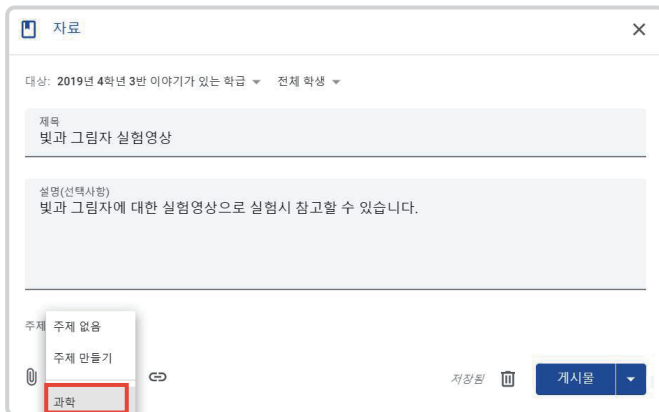 자료
대상: 2019년 4학년 3반 이야기가 있는 학급 전체 학생
제목
빛과 그림자 실험영상
설명(선택사항)
빛과 그림자에 대한 실험영상으로 실험시 참고할 수 있습니다.
주제
주제 없음
주제 만들기
저장됨 게시물
과학